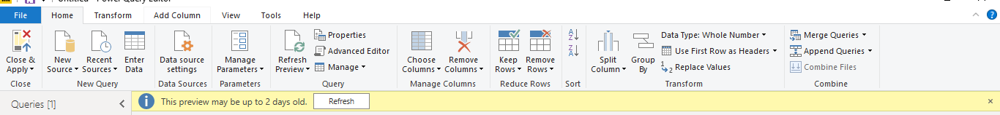 Untitled - Power Query Editor
File Home Transform Add Column View Tools Help
Close & Apply
New Source
Recent Sources
Enter Data
Data source settings
Manage Parameters
Refresh Preview
Properties
Advanced Editor
Manage
Choose Columns
Remove Columns
Keep Rows
Remove Rows
A
Z
Z
A
Split Column
Group By
Data Type: Whole Number
Use First Row as Headers
1
2
Replace Values
Merge Queries
Append Queries
Combine Files
Close
New Query
Data Sources
Parameters
Query
Manage Columns
Reduce Rows
Sort
Transform
Combine
Queries [1]
This preview may be up to 2 days old. Refresh